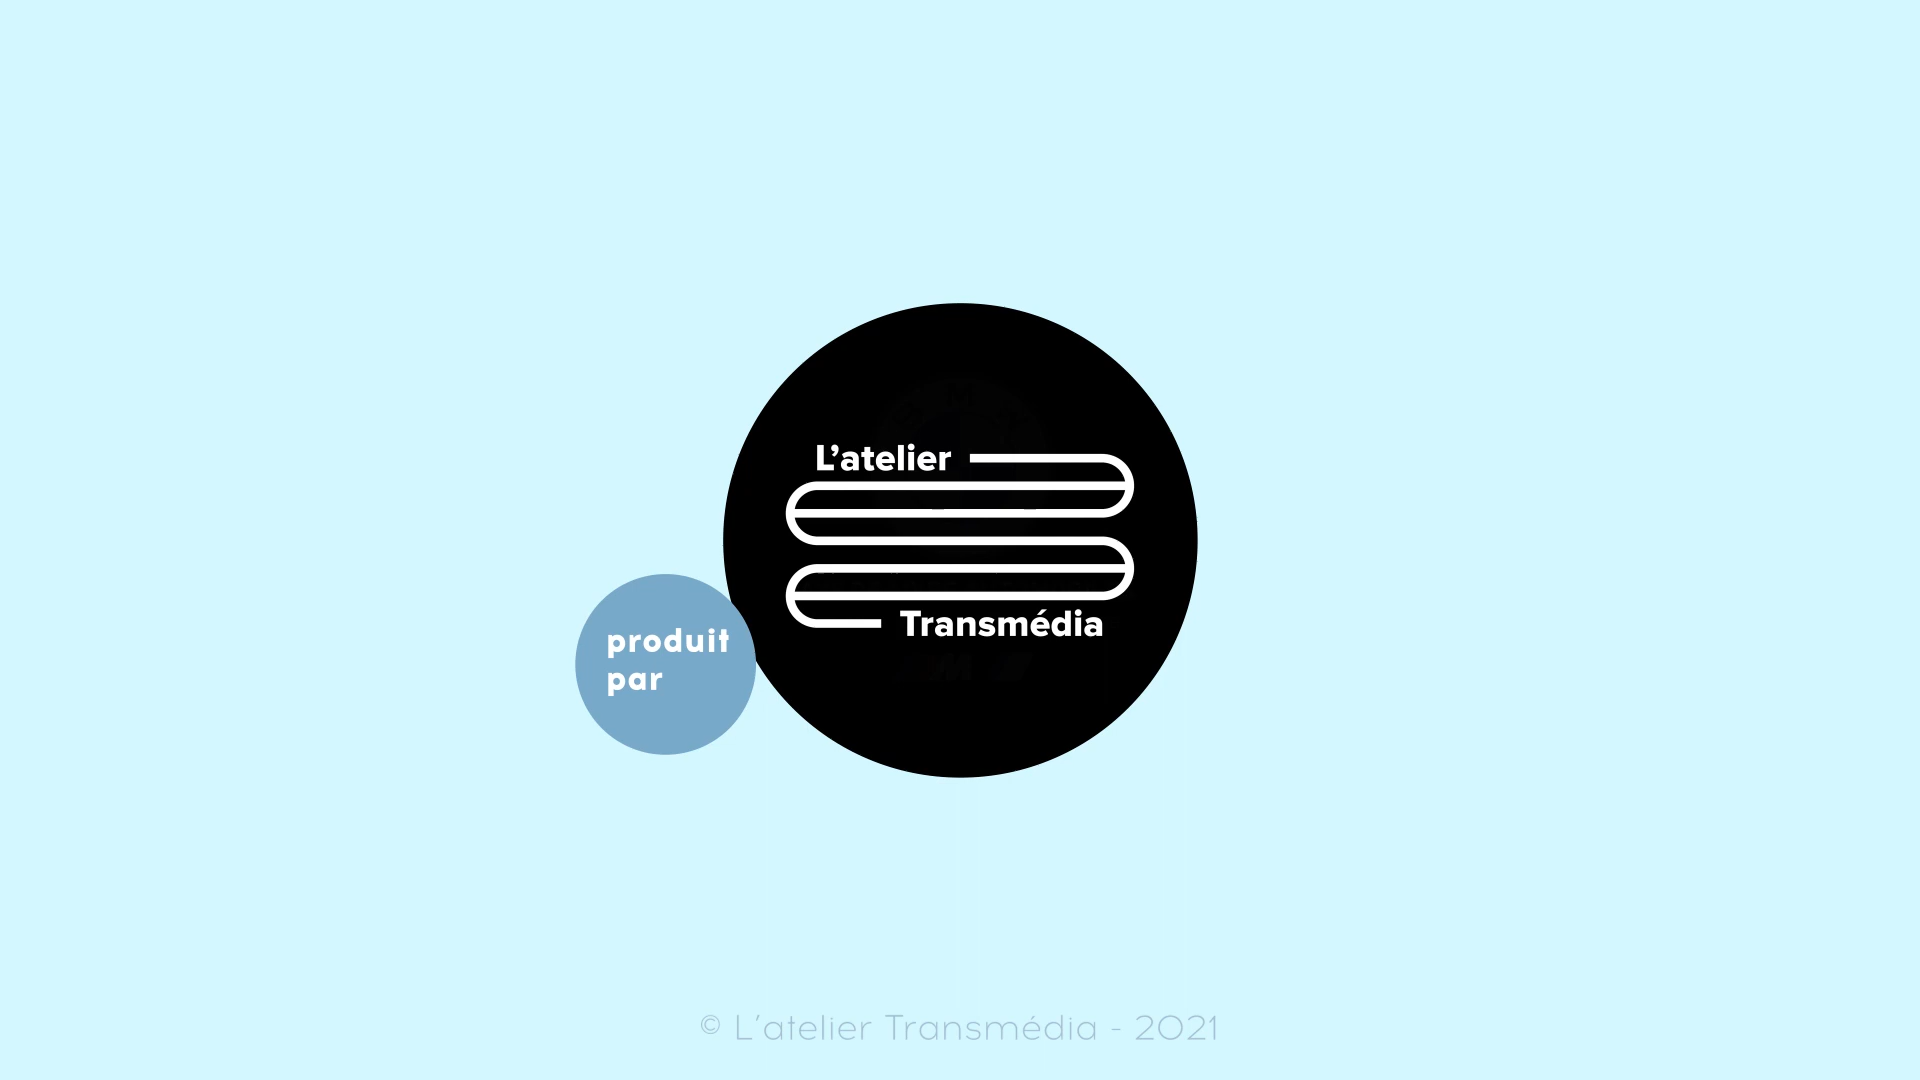 produit
par
L’atelier
Transmédia
© L’atelier Transmédia - 2021